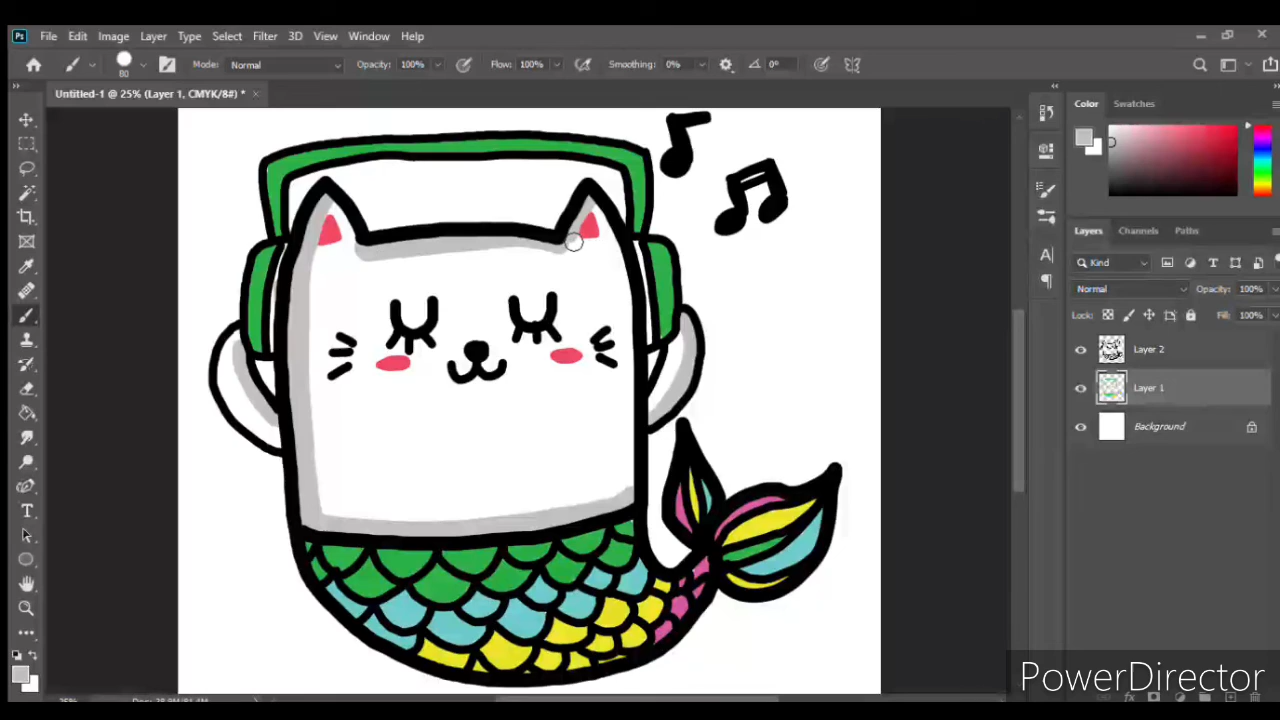 Ps File Edit Image Layer Type Select Filter 3D View Window Help
80 Mode: Normal Opacity: 100% Flow: 100% Smoothing: 0% 0°
Untitled-1 @ 25% (Layer 1, CMYK/8#) * ×
Color Swatches
Layers Channels Paths
Kind
Normal Opacity: 100%
Lock: Fill: 100%
Layer 2
Layer 1
Background
PowerDirector